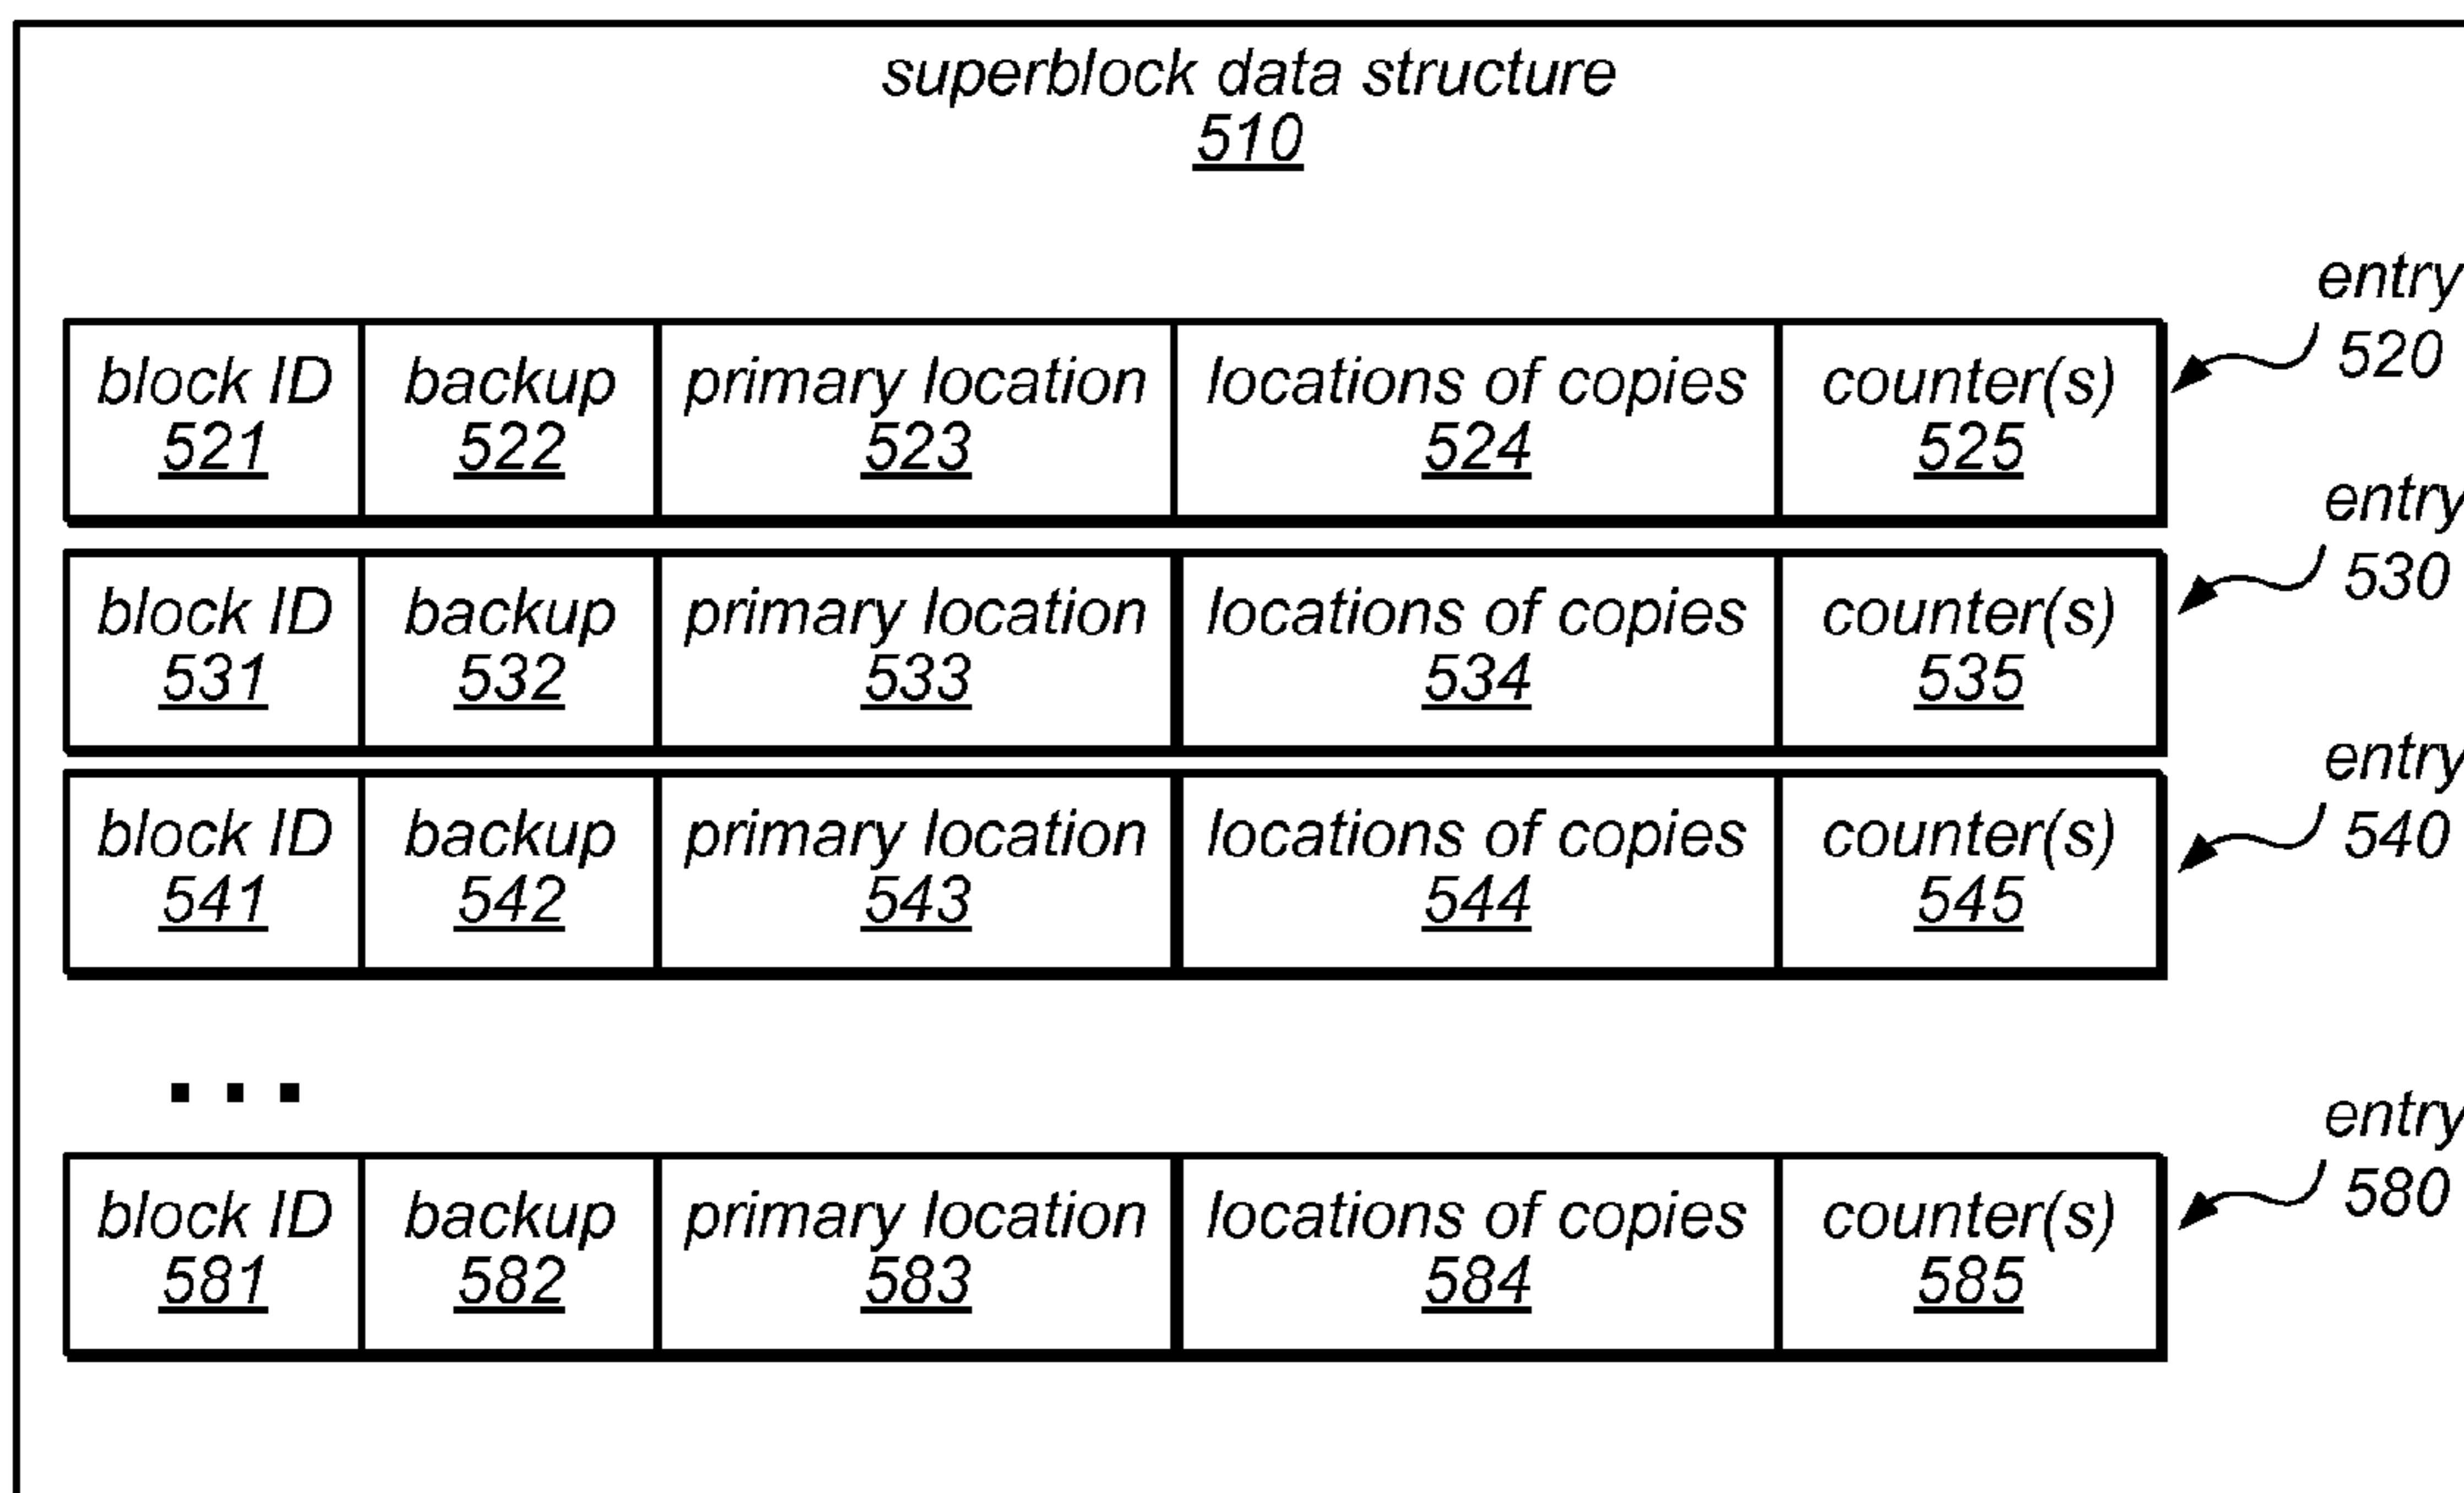 superblock data structure
510
entry
520
block ID backup primary location locations of copies counter(s)
521 522 523 524 525
entry
530
block ID backup primary location locations of copies counter(s)
531 532 533 534 535
entry
540
block ID backup primary location locations of copies counter(s)
541 542 543 544 545
...
entry
580
block ID backup primary location locations of copies counter(s)
581 582 583 584 585